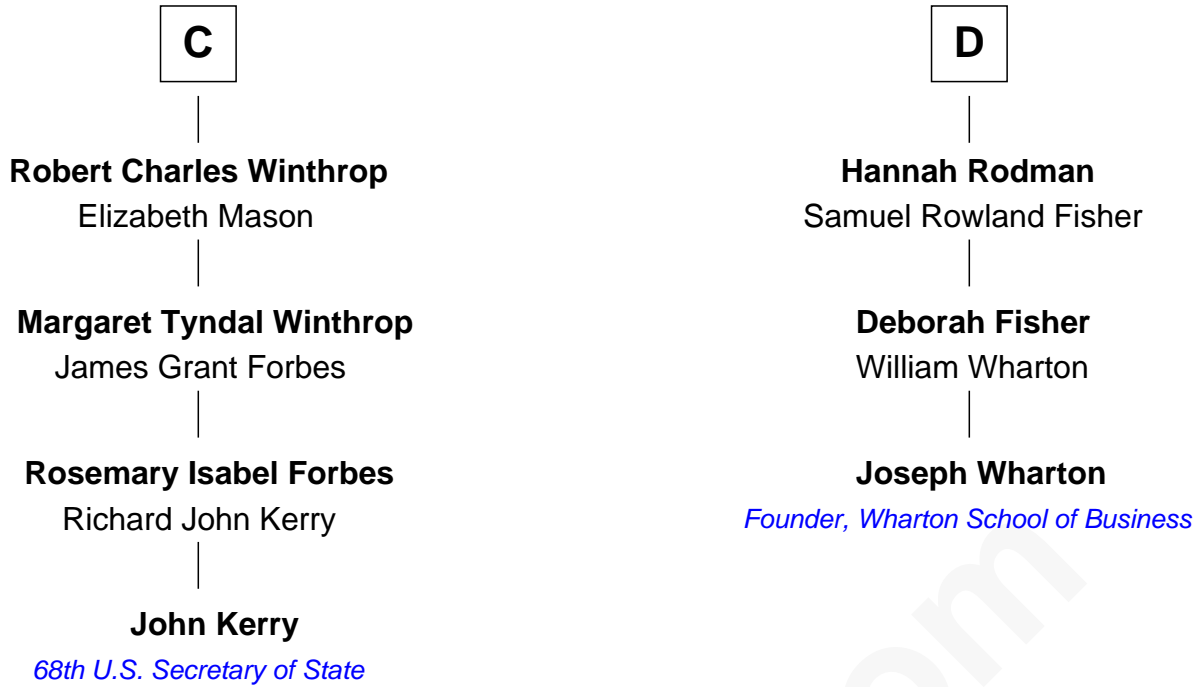 C
Robert Charles Winthrop
Elizabeth Mason
Margaret Tyndal Winthrop
James Grant Forbes
Rosemary Isabel Forbes
Richard John Kerry
John Kerry
68th U.S. Secretary of State
D
Hannah Rodman
Samuel Rowland Fisher
Deborah Fisher
William Wharton
Joseph Wharton
Founder, Wharton School of Business
om